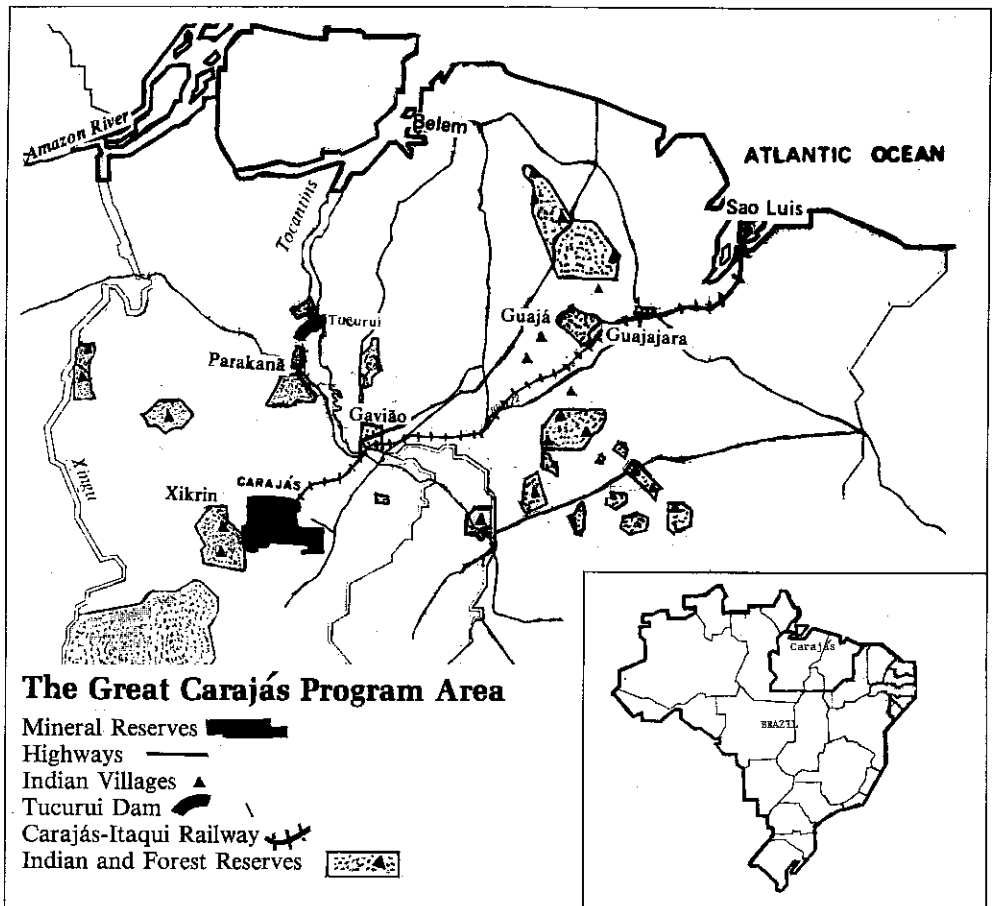 Amazon River
Belem
ATLANTIC OCEAN
Tocantins
Sao Luis
Tucurui
Guajá
Guajajara
Parakanã
Gavião
Xingu
CARAJÁS
Xikrin
The Great Carajás Program Area
Mineral Reserves
Highways
Indian Villages
Tucurui Dam
Carajás-Itaqui Railway
Indian and Forest Reserves
Carajás
BRAZIL